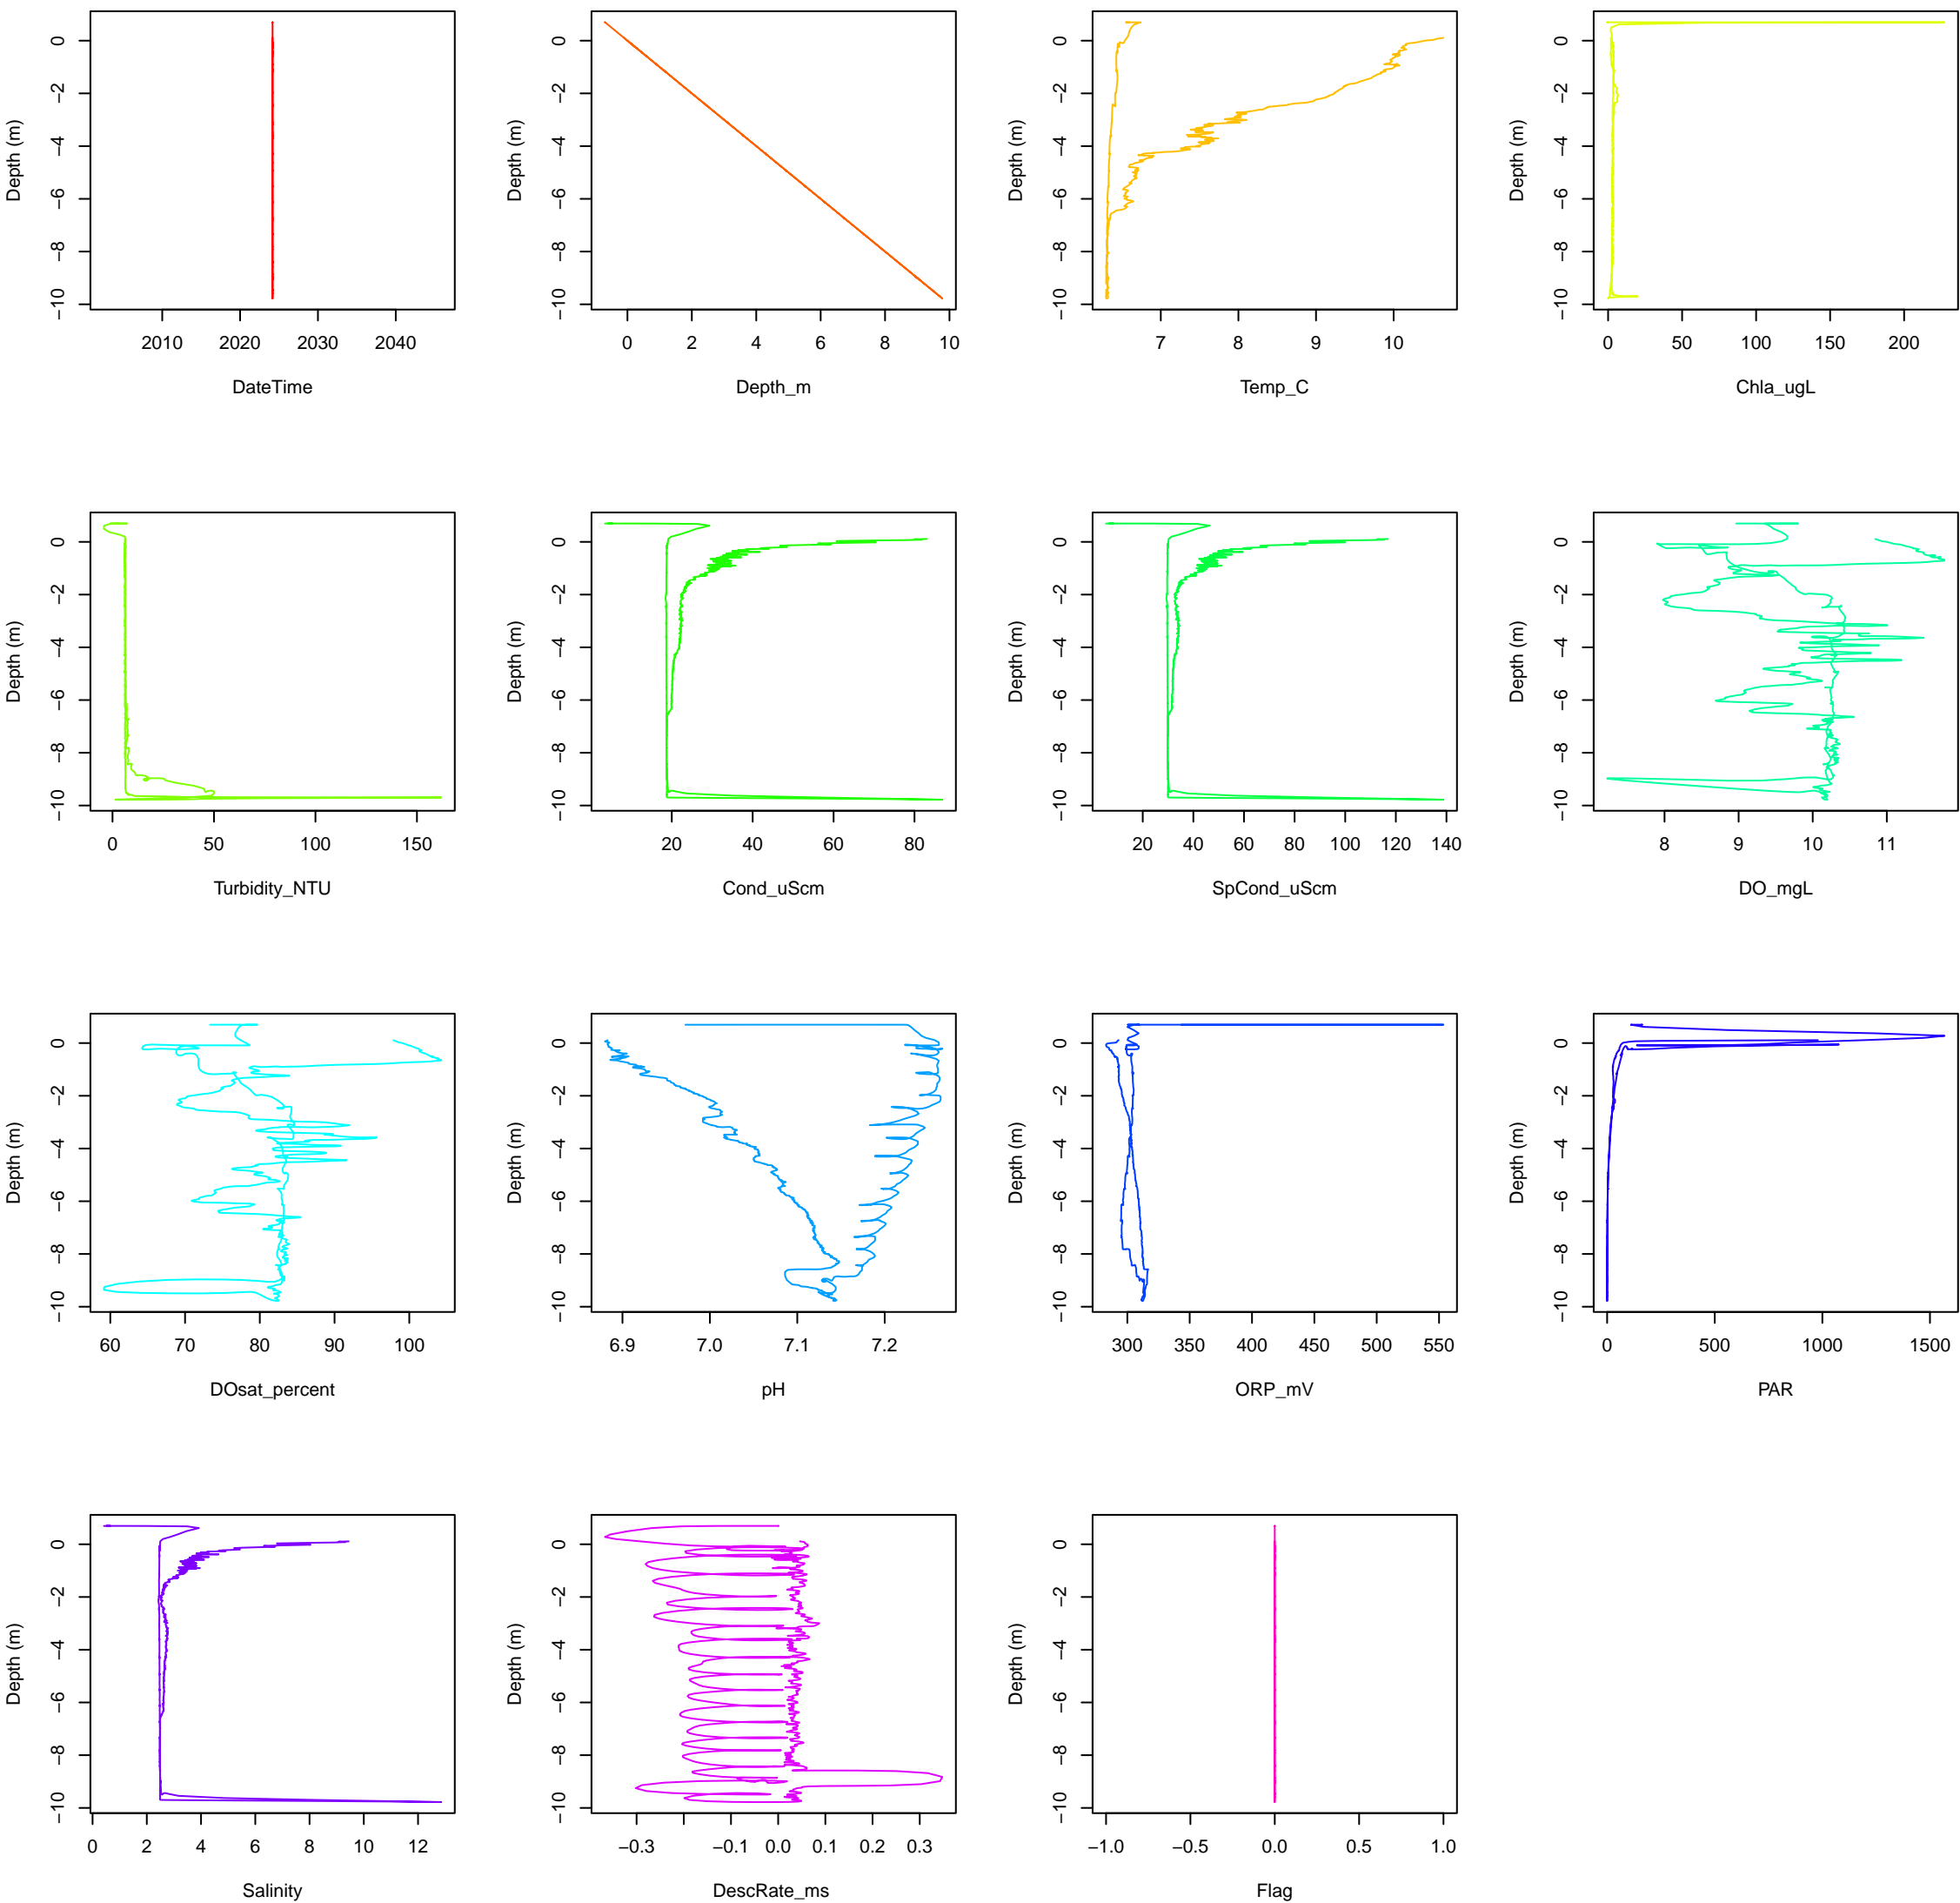 Depth (m)
0
−2
−4
−6
−8
−10
2010 2020 2030 2040
DateTime
Depth (m)
0
−2
−4
−6
−8
−10
0 2 4 6 8 10
Depth_m
Depth (m)
0
−2
−4
−6
−8
−10
7 8 9 10
Temp_C
Depth (m)
0
−2
−4
−6
−8
−10
0 50 100 150 200
Chla_ugL
Depth (m)
0
−2
−4
−6
−8
−10
0 50 100 150
Turbidity_NTU
Depth (m)
0
−2
−4
−6
−8
−10
20 40 60 80
Cond_uScm
Depth (m)
0
−2
−4
−6
−8
−10
20 40 60 80 100 120 140
SpCond_uScm
Depth (m)
0
−2
−4
−6
−8
−10
8 9 10 11
DO_mgL
Depth (m)
0
−2
−4
−6
−8
−10
60 70 80 90 100
DOsat_percent
Depth (m)
0
−2
−4
−6
−8
−10
6.9 7.0 7.1 7.2
pH
Depth (m)
0
−2
−4
−6
−8
−10
300 350 400 450 500 550
ORP_mV
Depth (m)
0
−2
−4
−6
−8
−10
0 500 1000 1500
PAR
Depth (m)
0
−2
−4
−6
−8
−10
0 2 4 6 8 10 12
Salinity
Depth (m)
0
−2
−4
−6
−8
−10
−0.3 −0.1 0.0 0.1 0.2 0.3
DescRate_ms
Depth (m)
0
−2
−4
−6
−8
−10
−1.0 −0.5 0.0 0.5 1.0
Flag